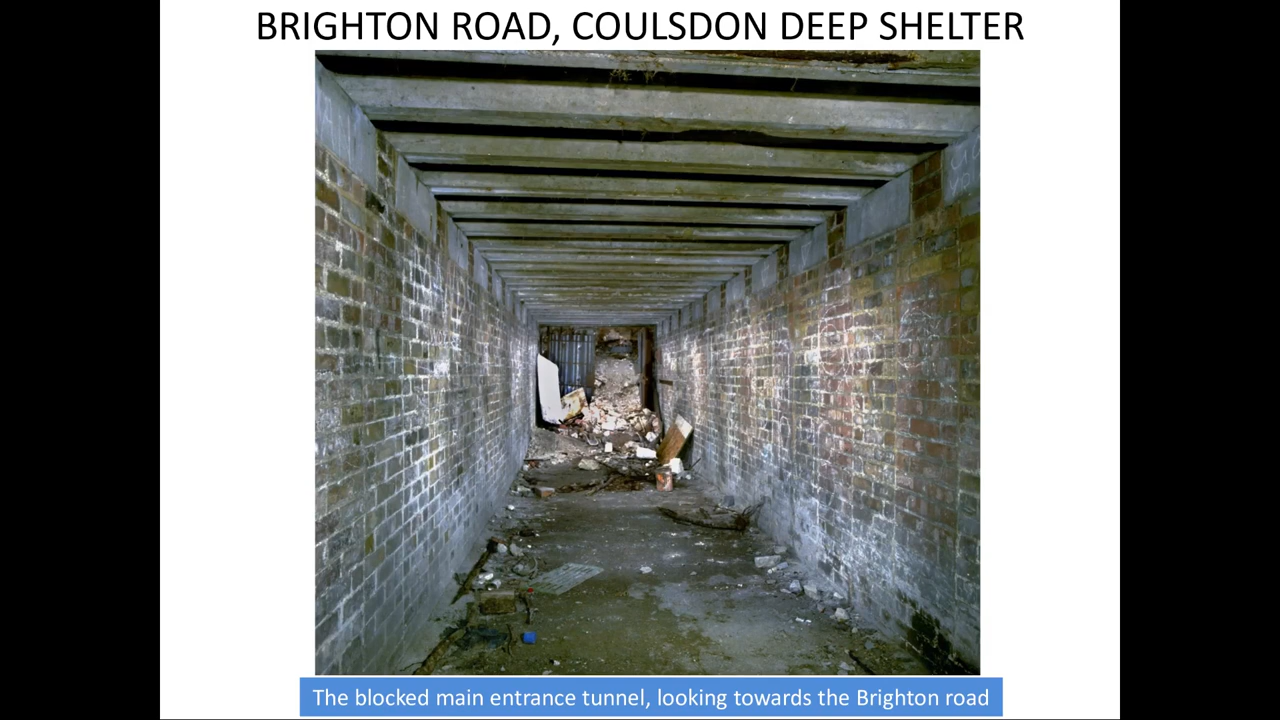 BRIGHTON ROAD, COULSDON DEEP SHELTER
The blocked main entrance tunnel, looking towards the Brighton road